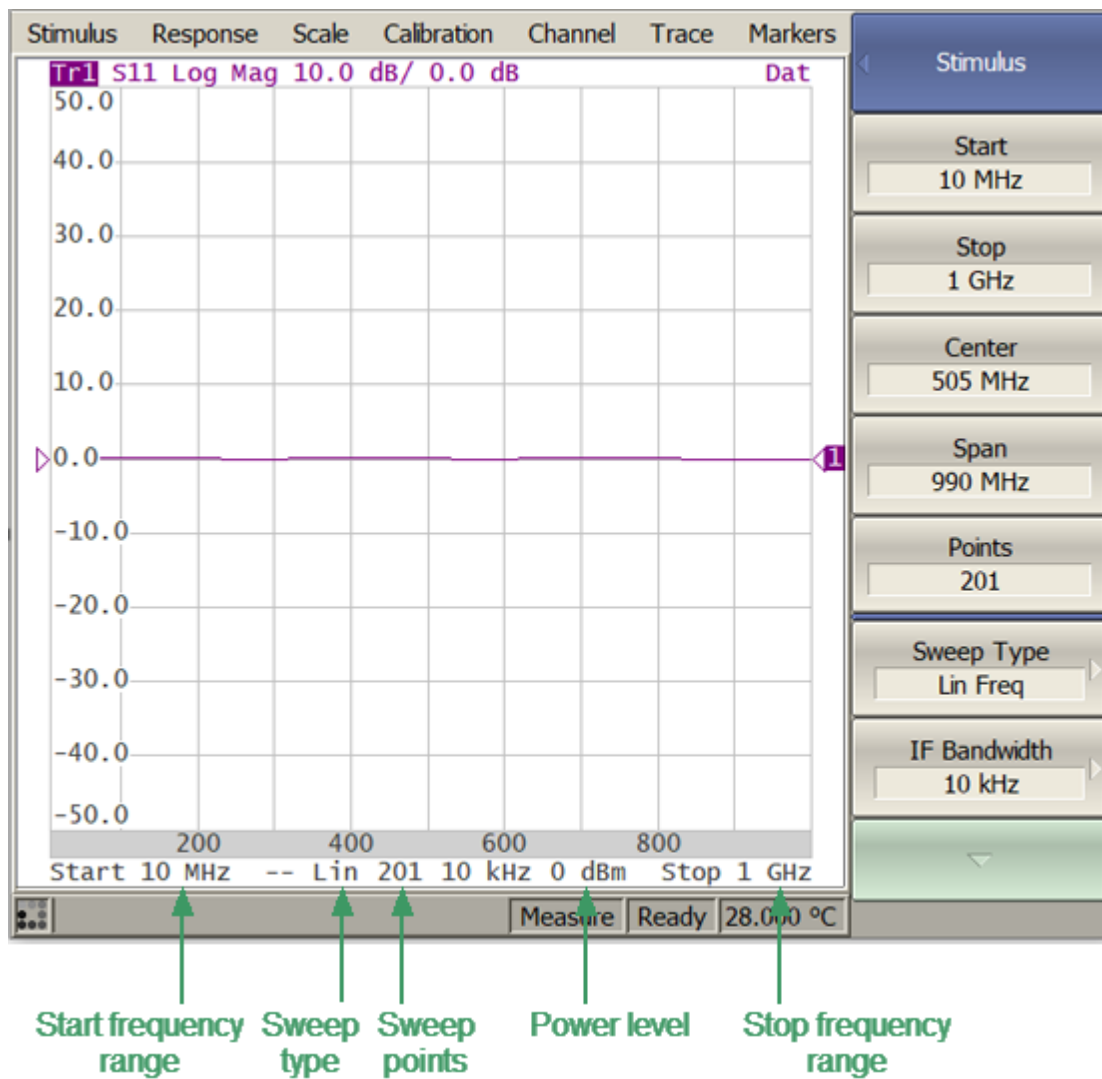 Stimulus Response Scale Calibration Channel Trace Markers
Tr1 S11 Log Mag 10.0 dB/ 0.0 dB Dat
50.0
40.0
30.0
20.0
10.0
0.0 1
-10.0
-20.0
-30.0
-40.0
-50.0
200 400 600 800
Start 10 MHz -- Lin 201 10 kHz 0 dBm Stop 1 GHz
Measure Ready 28.000 °C
Stimulus
Start
10 MHz
Stop
1 GHz
Center
505 MHz
Span
990 MHz
Points
201
Sweep Type
Lin Freq
IF Bandwidth
10 kHz
Start frequency range
Sweep type
Sweep points
Power level
Stop frequency range